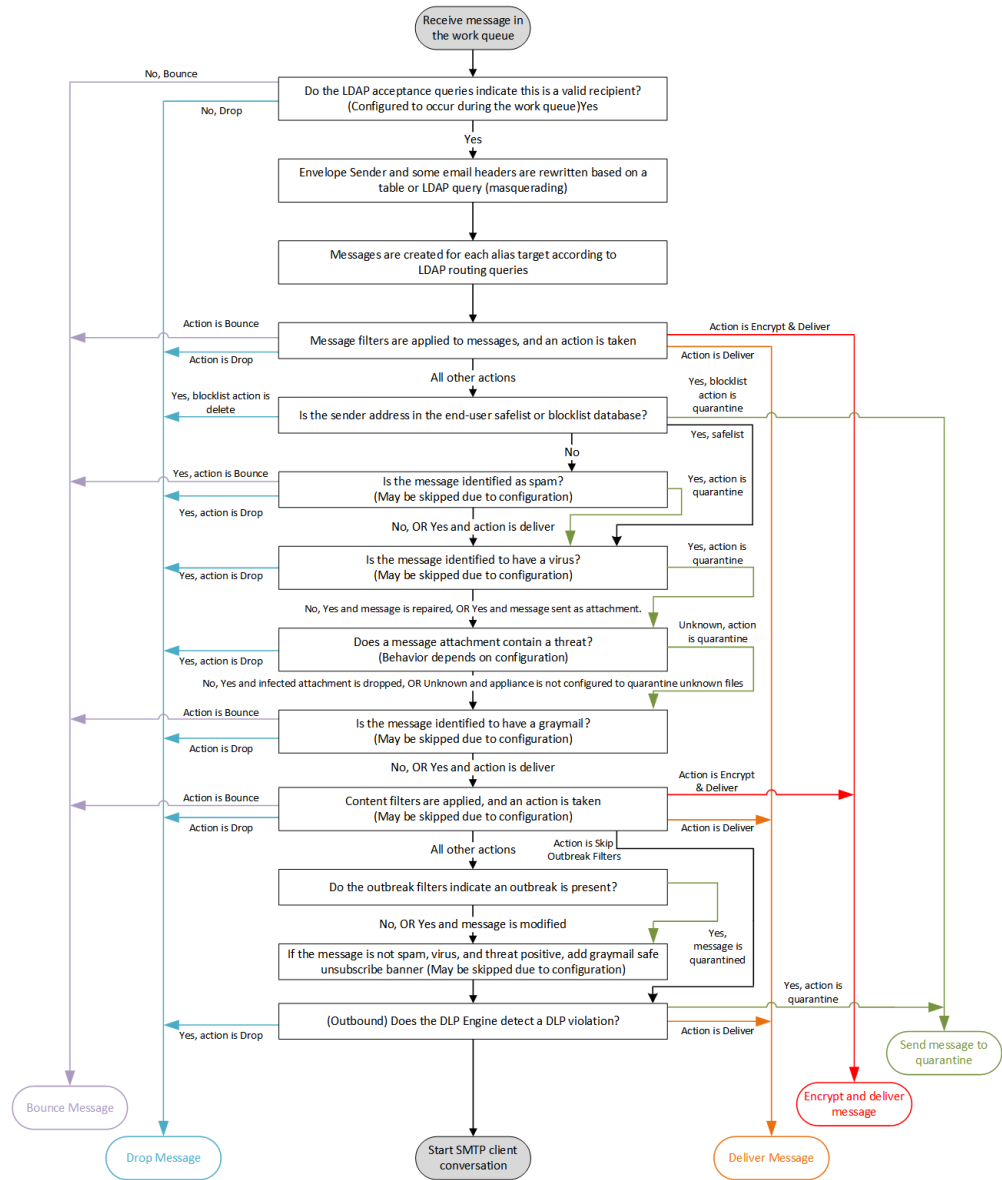 Receive message in
the work queue
No, Bounce
Do the LDAP acceptance queries indicate this is a valid recipient?
(Configured to occur during the work queue)Yes
No, Drop
Yes
Envelope Sender and some email headers are rewritten based on a
table or LDAP query (masquerading)
Messages are created for each alias target according to
LDAP routing queries
Action is Bounce
Action is Encrypt & Deliver
Message filters are applied to messages, and an action is taken
Action is Drop
Action is Deliver
All other actions
Yes, blocklist action is
delete
Yes, blocklist
action is
quarantine
Is the sender address in the end-user safelist or blocklist database?
Yes, safelist
No
Yes, action is Bounce
Is the message identified as spam?
(May be skipped due to configuration)
Yes, action is
quarantine
Yes, action is Drop
No, OR Yes and action is deliver
Is the message identified to have a virus?
(May be skipped due to configuration)
Yes, action is
quarantine
Yes, action is Drop
No, Yes and message is repaired, OR Yes and message sent as attachment.
Does a message attachment contain a threat?
(Behavior depends on configuration)
Unknown, action
is quarantine
Yes, action is Drop
No, Yes and infected attachment is dropped, OR Unknown and appliance is not configured to quarantine unknown files
Action is Bounce
Is the message identified to have a graymail?
(May be skipped due to configuration)
Action is Drop
No, OR Yes and action is deliver
Action is Encrypt
& Deliver
Action is Bounce
Content filters are applied, and an action is taken
(May be skipped due to configuration)
Action is Drop
Action is Deliver
All other actions
Action is Skip
Outbreak Filters
Do the outbreak filters indicate an outbreak is present?
No, OR Yes and message is modified
Yes,
message is
quarantined
If the message is not spam, virus, and threat positive, add graymail safe
unsubscribe banner (May be skipped due to configuration)
Yes, action is
quarantine
(Outbound) Does the DLP Engine detect a DLP violation?
Yes, action is Drop
Action is Deliver
Send message to
quarantine
Bounce Message
Encrypt and deliver
message
Drop Message
Start SMTP client
conversation
Deliver Message